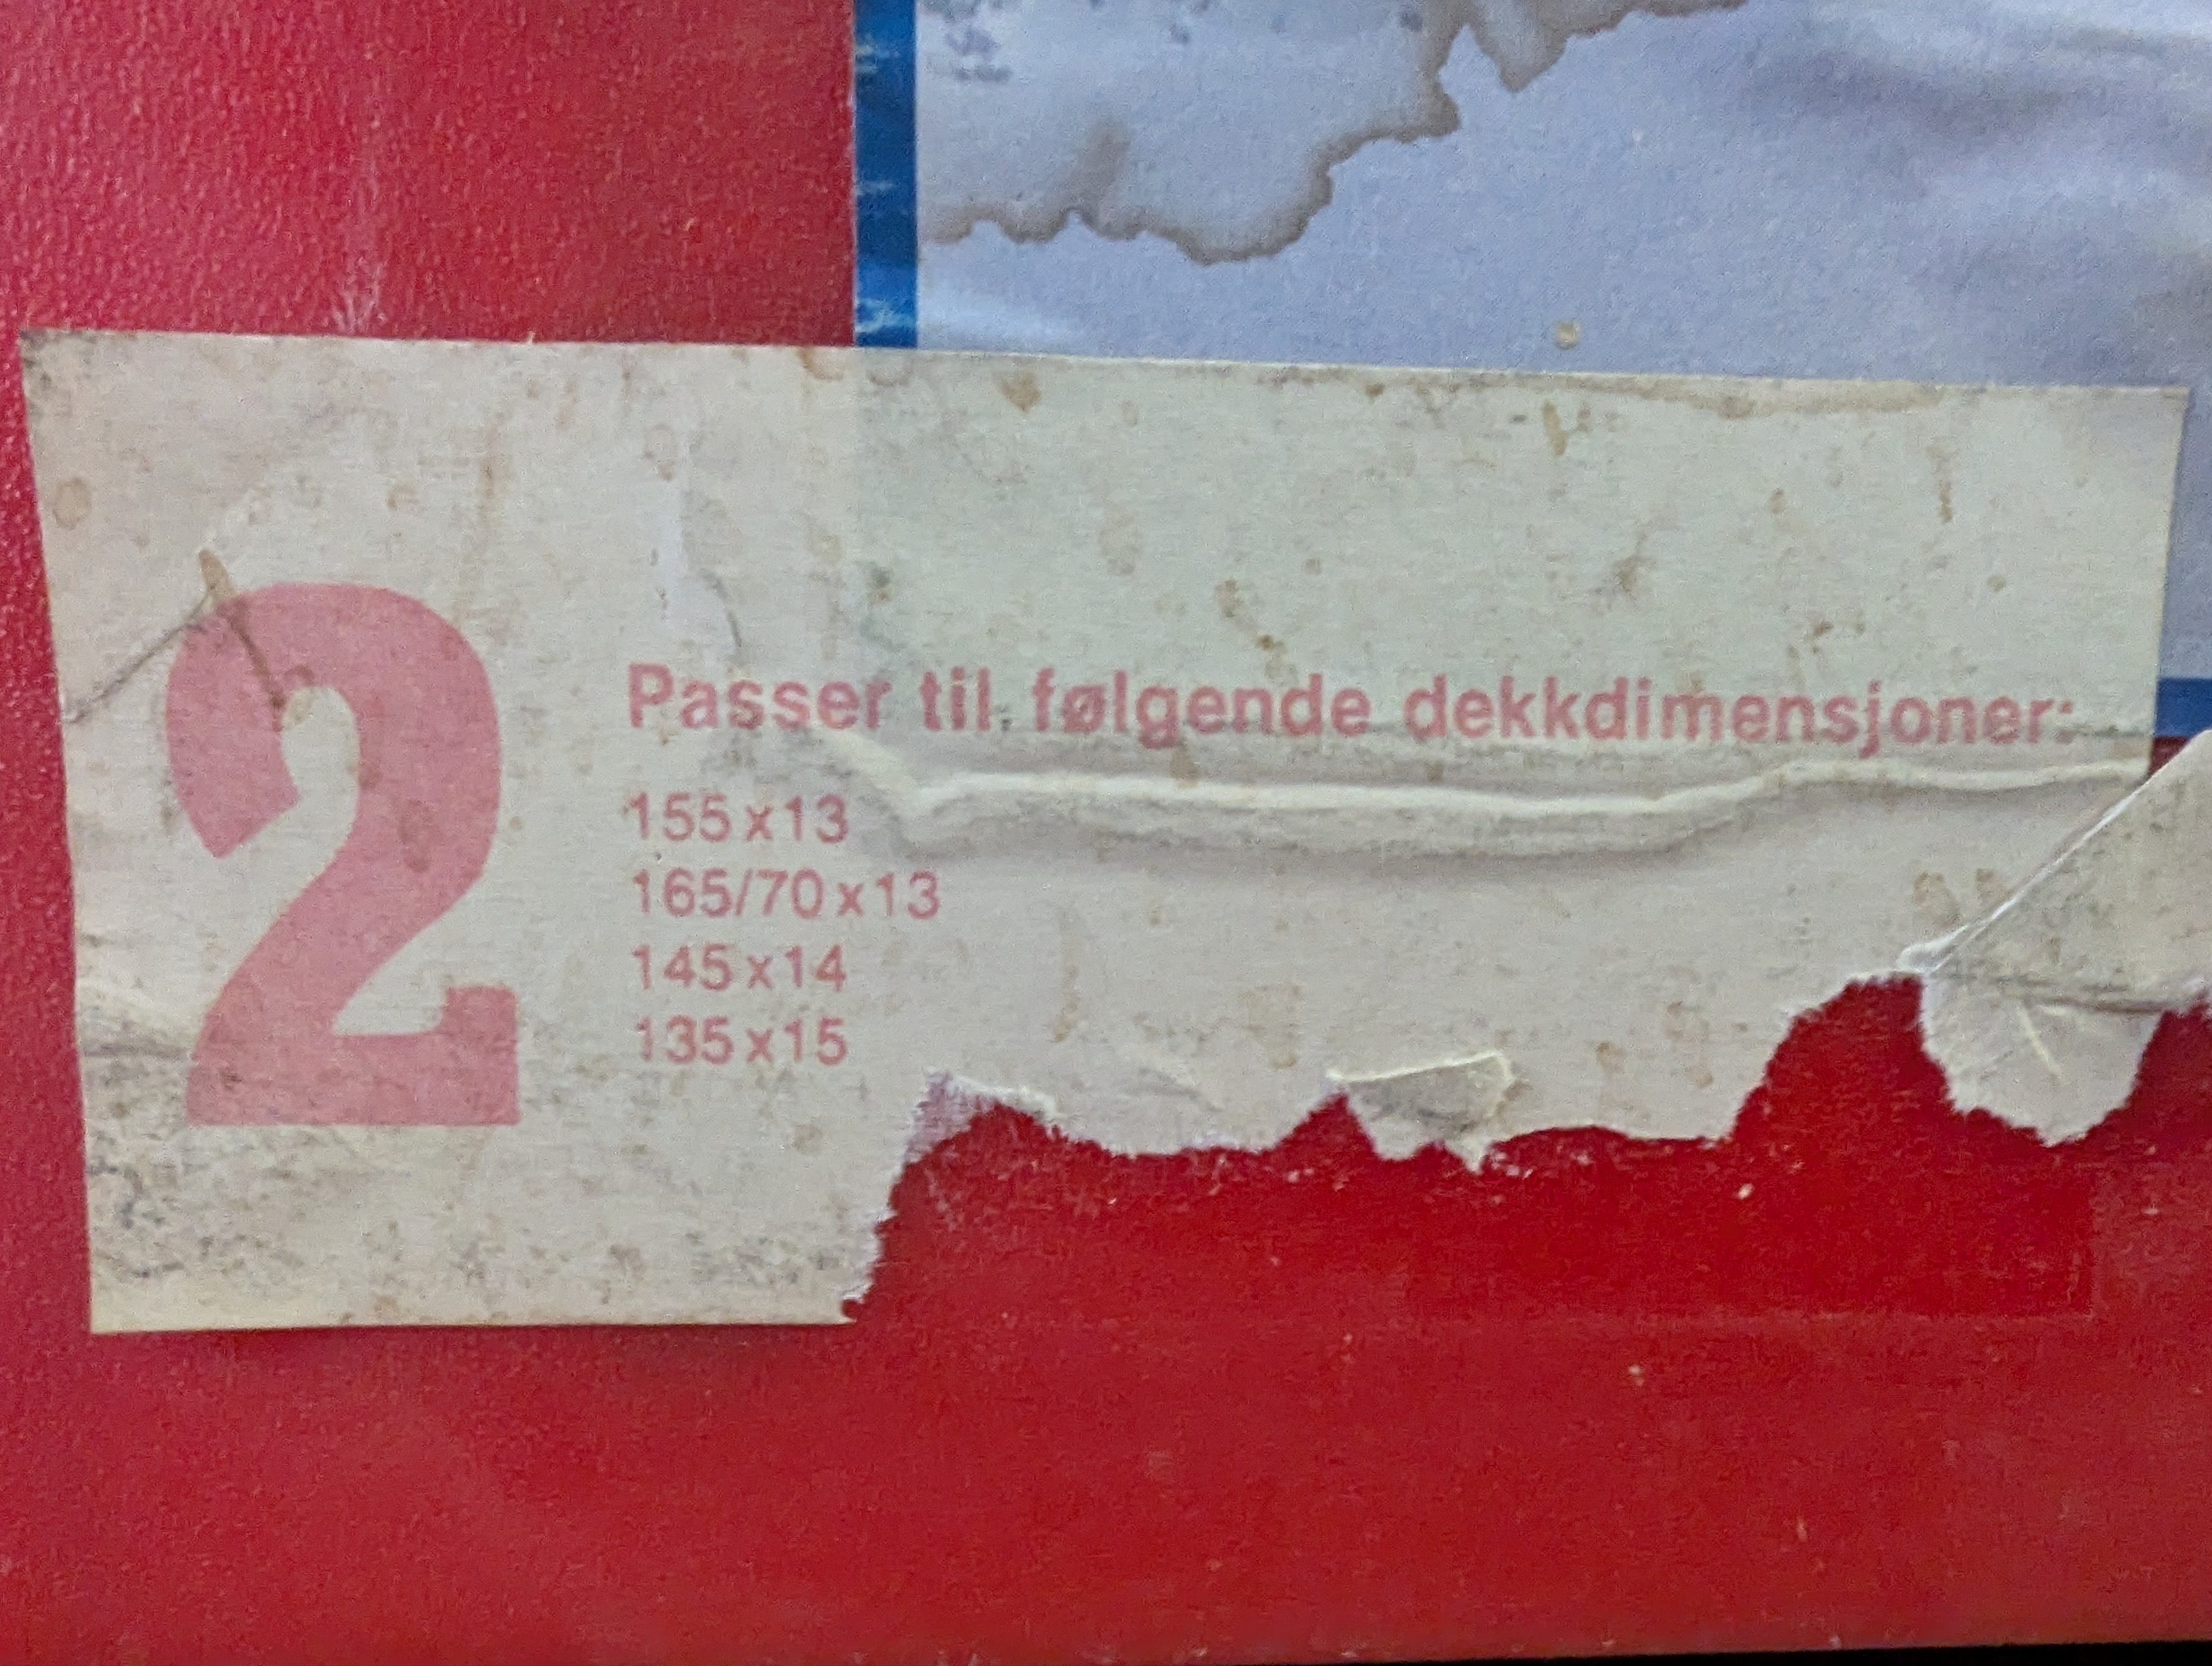 2
Passer til følgende dekkdimensjoner:
155x13
165/70x13
145x14
135x15